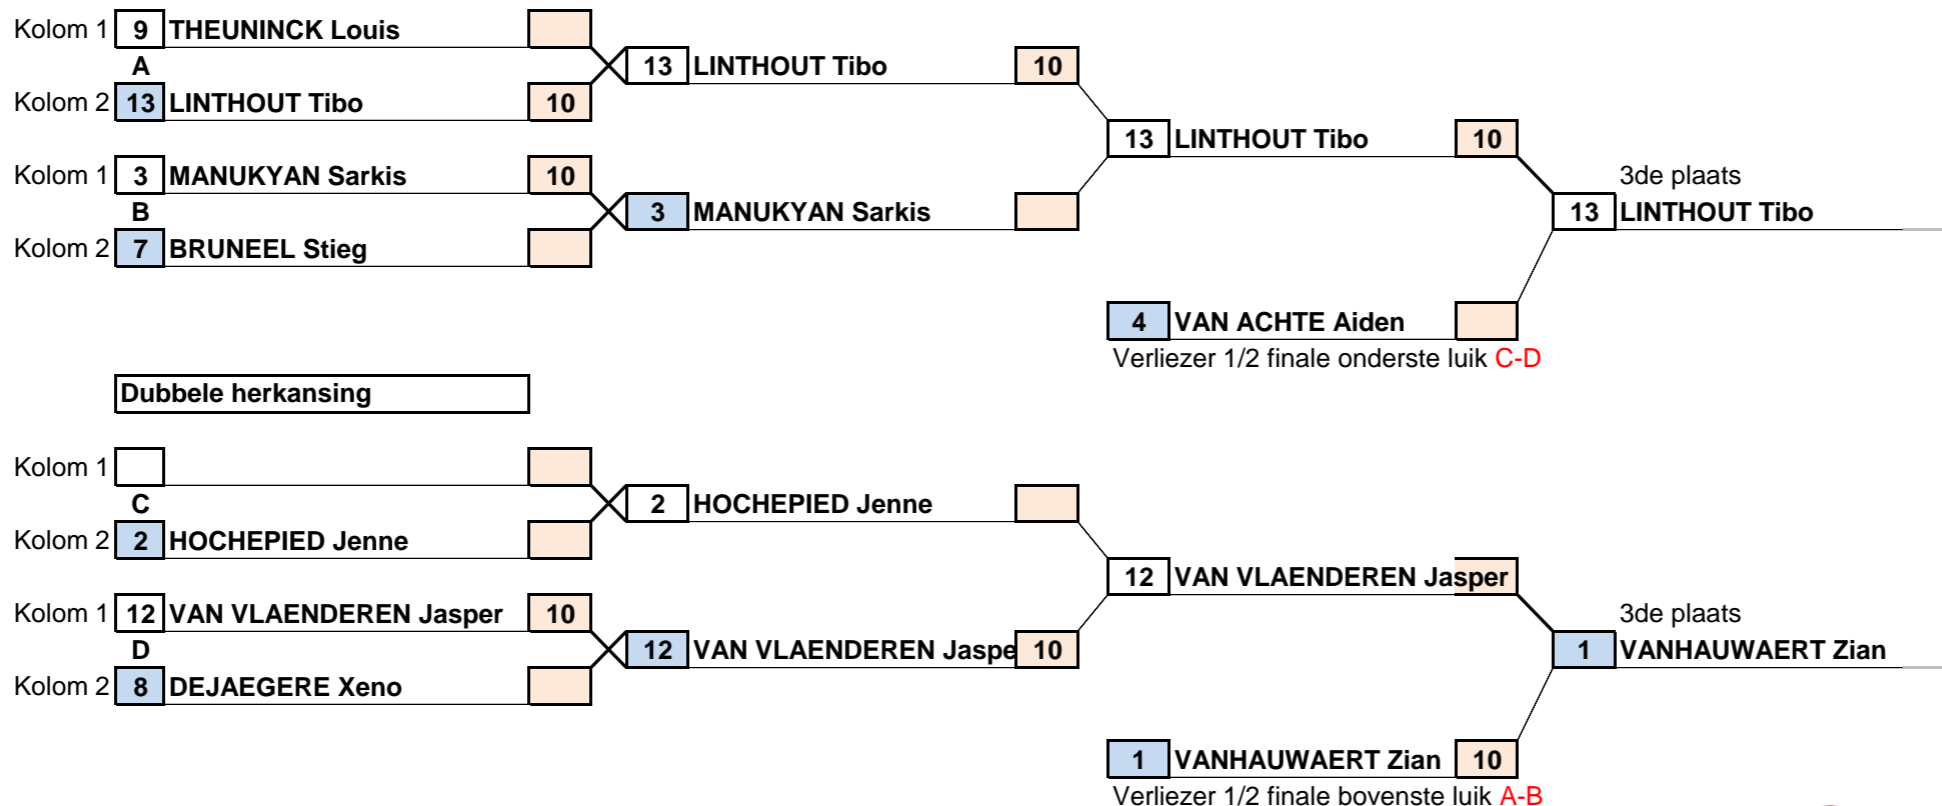 Kolom 1 9 THEUNINCK Louis
A 13 LINTHOUT Tibo 10
Kolom 2 13 LINTHOUT Tibo 10
13 LINTHOUT Tibo 10
Kolom 1 3 MANUKYAN Sarkis 10
3de plaats
B 3 MANUKYAN Sarkis 13 LINTHOUT Tibo
Kolom 2 7 BRUNEEL Stieg
4 VAN ACHTE Aiden
Verliezer 1/2 finale onderste luik C-D
Dubbele herkansing
Kolom 1
C 2 HOCHEPIED Jenne
Kolom 2 2 HOCHEPIED Jenne
12 VAN VLAENDEREN Jasper
Kolom 1 12 VAN VLAENDEREN Jasper 10 3de plaats
D 12 VAN VLAENDEREN Jaspe 10 1 VANHAUWAERT Zian
Kolom 2 8 DEJAEGERE Xeno
1 VANHAUWAERT Zian 10
Verliezer 1/2 finale bovenste luik A-B